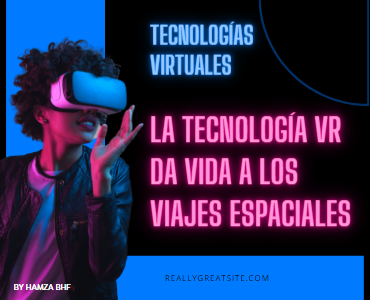 TECNOLOGÍAS
VIRTUALES
LA TECNOLOGÍA VR
DA VIDA A LOS
VIAJES ESPACIALES
REALLYGREATSITE.COM
BY HAMZA BHF